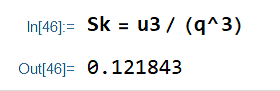 In[46]:= Sk = u3 / (q^3)
Out[46]= 0.121843